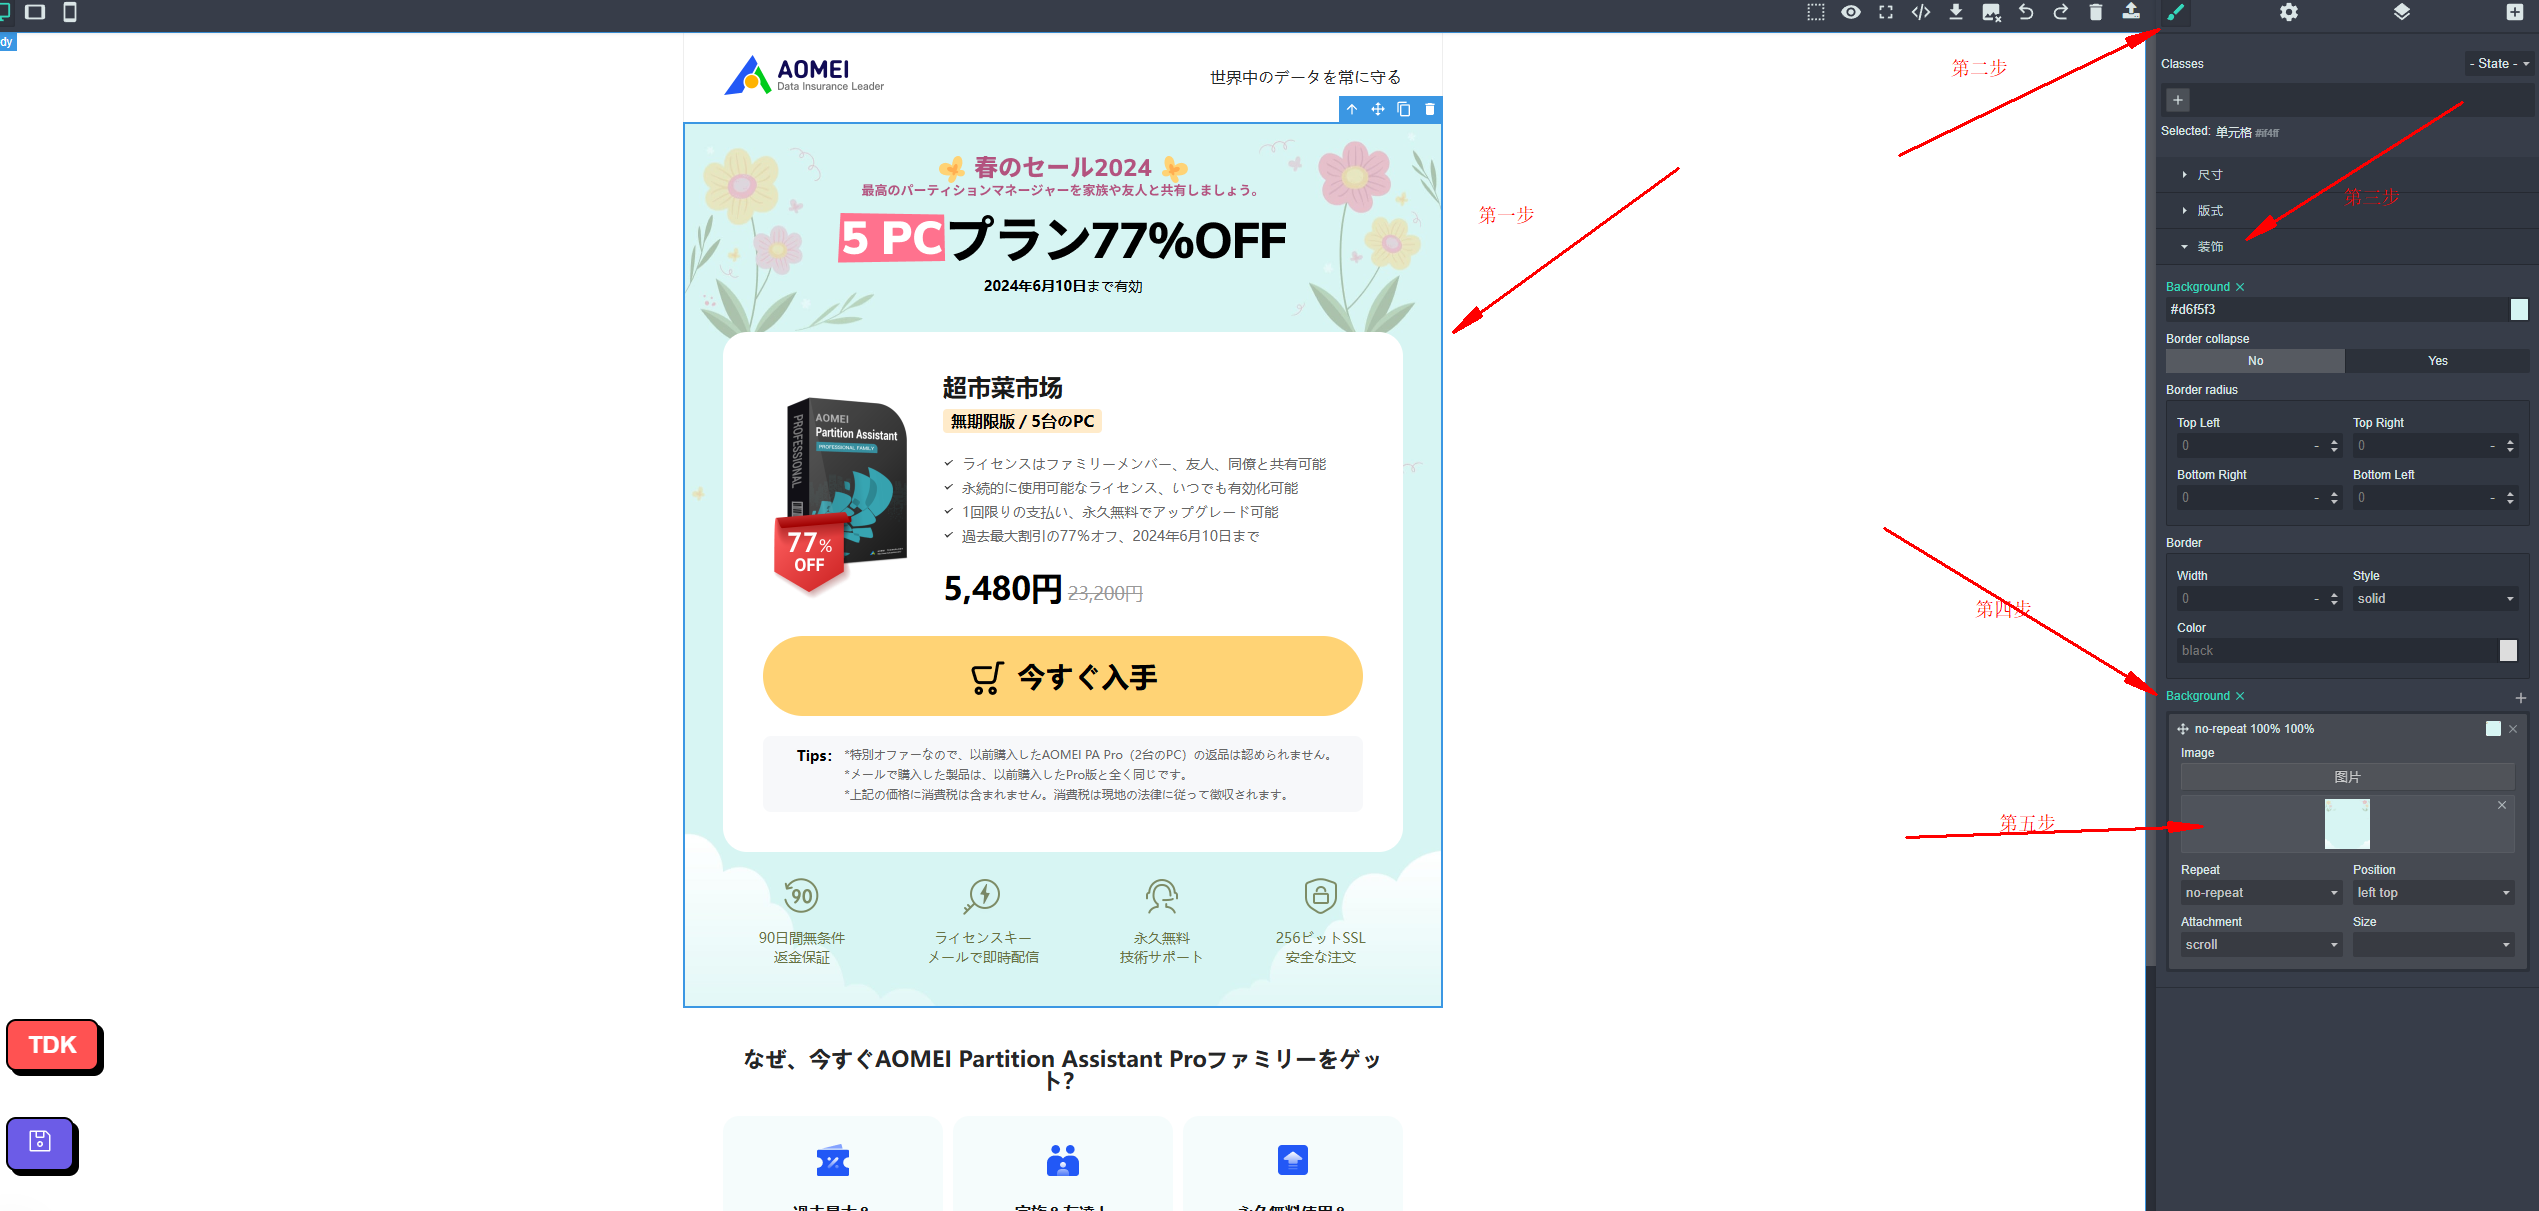 dy
AOMEI
Data Insurance Leader
世界中のデータを常に守る
春のセール2024
最高のパーティションマネージャーを家族や友人と共有しましょう。
5 PCプラン77%OFF
2024年6月10日まで有効
AOMEI
Partition Assistant
PROFESSIONAL FAMILY
PROFESSIONAL
77%
OFF
超市菜市场
無期限版 / 5台のPC
ライセンスはファミリーメンバー、友人、同僚と共有可能
永続的に使用可能なライセンス、いつでも有効化可能
1回限りの支払い、永久無料でアップグレード可能
過去最大割引の77%オフ、2024年6月10日まで
5,480円 23,200円
今すぐ入手
Tips: *特別オファーなので、以前購入したAOMEI PA Pro（2台のPC）の返品は認められません。
*メールで購入した製品は、以前購入したPro版と全く同じです。
*上記の価格に消費税は含まれません。消費税は現地の法律に従って徴収されます。
90
90日間無条件
返金保証
ライセンスキー
メールで即時配信
永久無料
技術サポート
256ビットSSL
安全な注文
なぜ、今すぐAOMEI Partition Assistant Proファミリーをゲッ
ト?
TDK
第一步
第二步
第三步
第四步
第五步
Classes
- State -
Selected: 单元格 #if4ff
尺寸
版式
装饰
Background
#d6f5f3
Border collapse
No Yes
Border radius
Top Left Top Right
0 - 0 -
Bottom Right Bottom Left
0 - 0 -
Border
Width Style
0 - solid
Color
black
Background
no-repeat 100% 100%
Image
图片
Repeat Position
no-repeat left top
Attachment Size
scroll